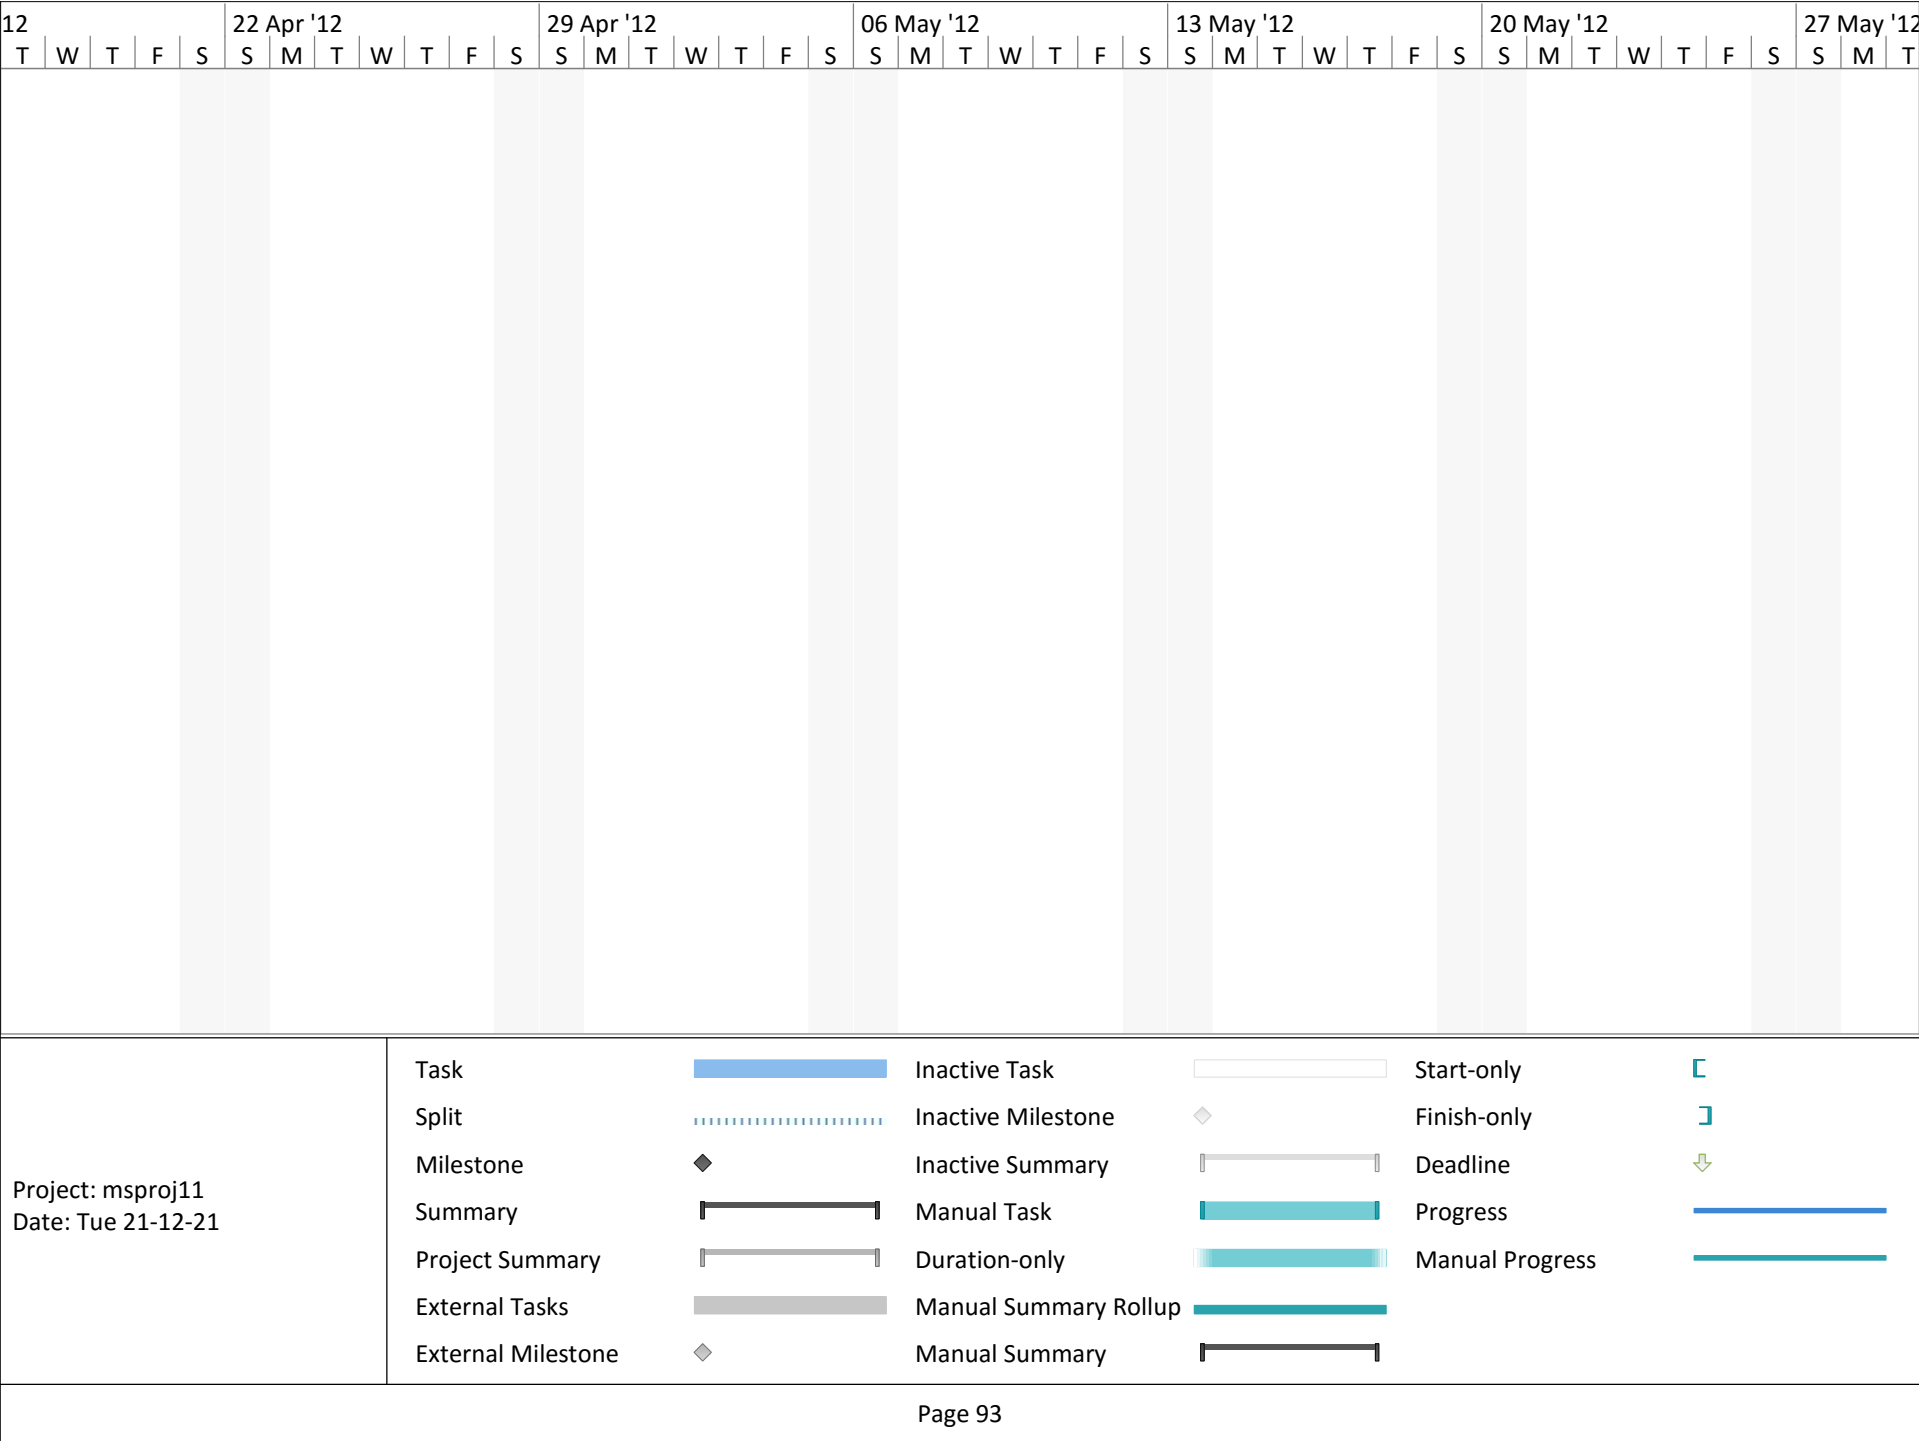 12 22 Apr '12 29 Apr '12 06 May '12 13 May '12 20 May '12 27 May '12
T W T F S S M T W T F S S M T W T F S S M T W T F S S M T W T F S S M T W T F S S M T
Task Inactive Task Start-only
Split Inactive Milestone Finish-only
Milestone Inactive Summary Deadline
Project: msproj11
Date: Tue 21-12-21
Summary Manual Task Progress
Project Summary Duration-only Manual Progress
External Tasks Manual Summary Rollup
External Milestone Manual Summary
Page 93